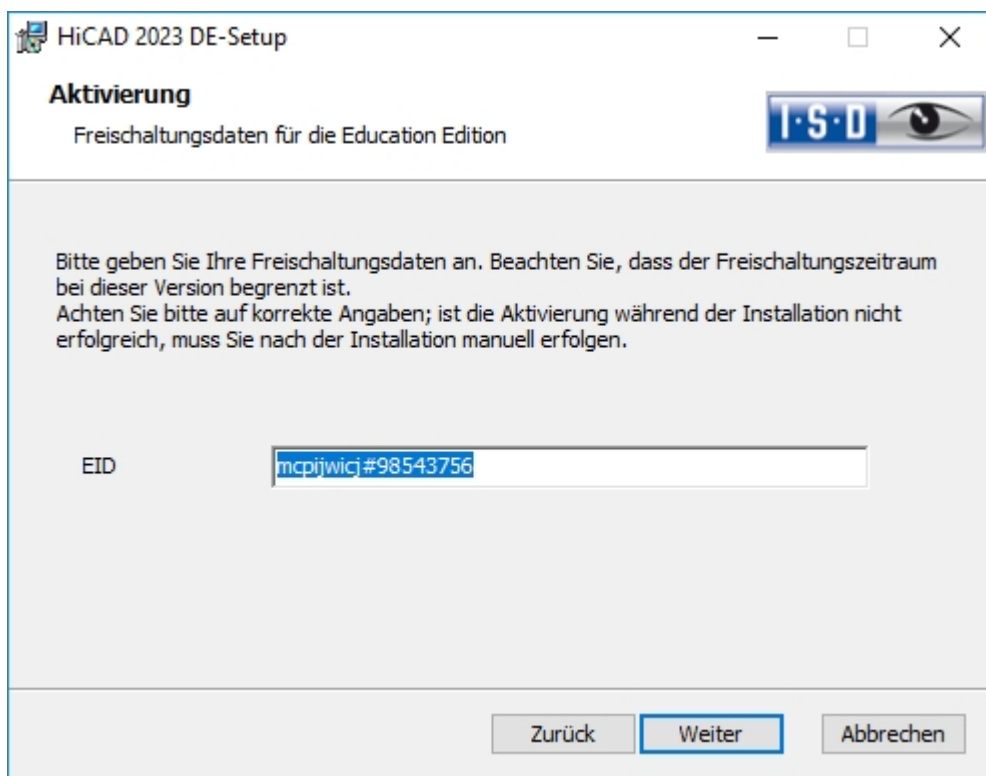 HiCAD 2023 DE-Setup
Aktivierung
Freischaltungsdaten für die Education Edition
I·S·D
Bitte geben Sie Ihre Freischaltungsdaten an. Beachten Sie, dass der Freischaltungszeitraum
bei dieser Version begrenzt ist.
Achten Sie bitte auf korrekte Angaben; ist die Aktivierung während der Installation nicht
erfolgreich, muss Sie nach der Installation manuell erfolgen.
EID mcpijwicj#98543756
Zurück Weiter Abbrechen